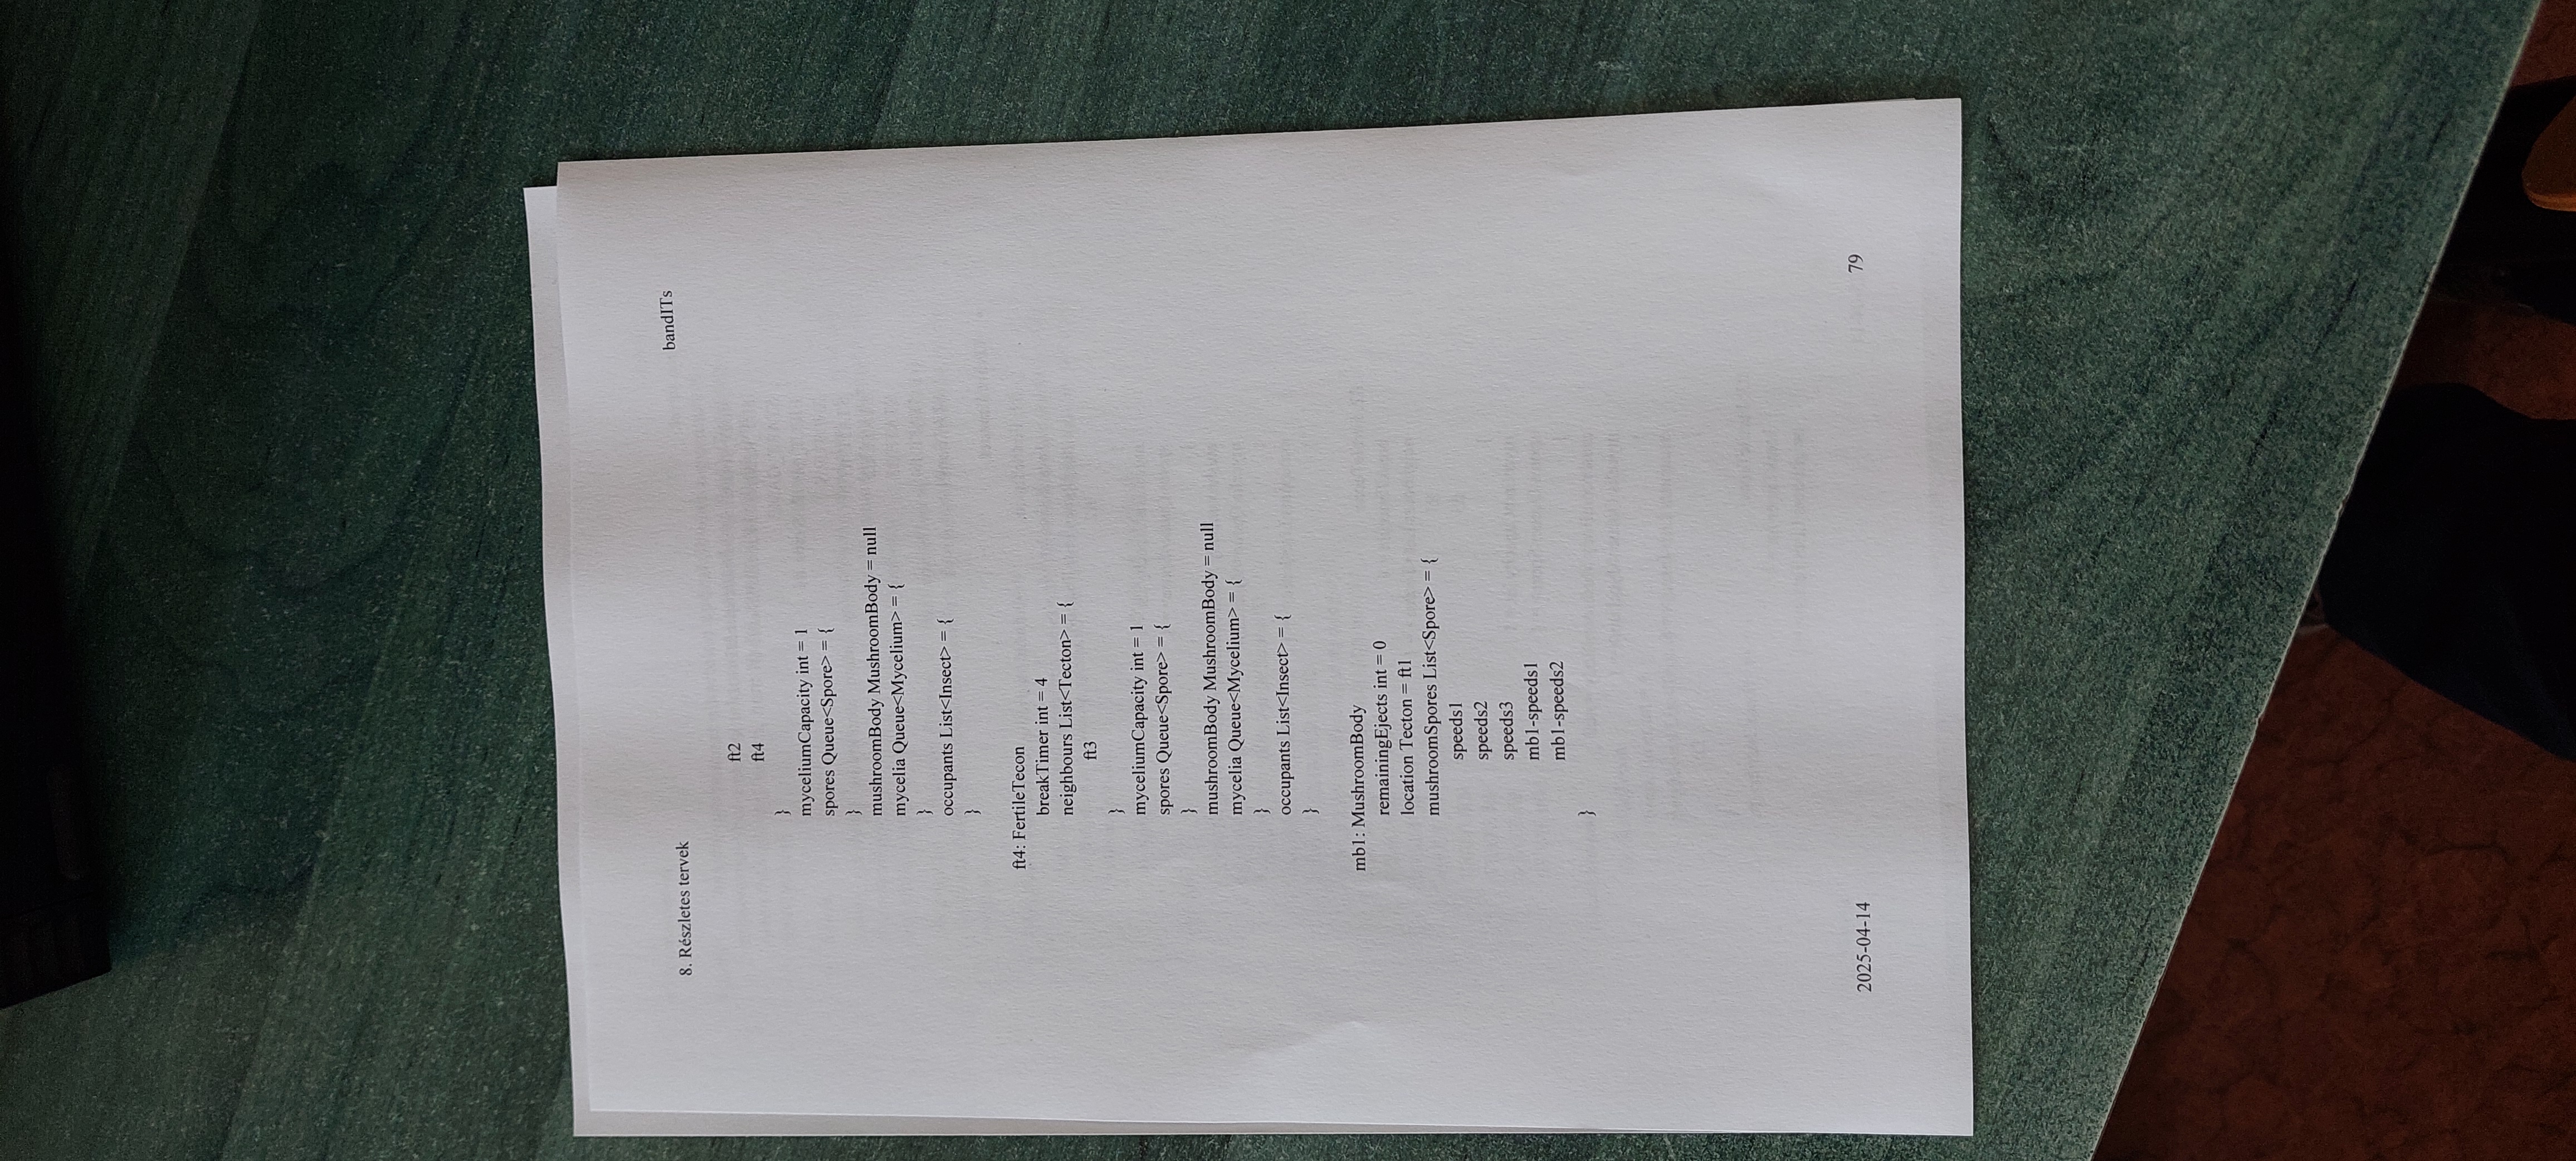 8. Részletes tervek bandITs
ft2
ft4
}
myceliumCapacity int = 1
spores Queue<Spore> = {
}
mushroomBody MushroomBody = null
mycelia Queue<Mycelium> = {
}
occupants List<Insect> = {
}
ft4: FertileTecon
breakTimer int = 4
neighbours List<Tecton> = {
ft3
}
myceliumCapacity int = 1
spores Queue<Spore> = {
}
mushroomBody MushroomBody = null
mycelia Queue<Mycelium> = {
}
occupants List<Insect> = {
}
mb1: MushroomBody
remainingEjects int = 0
location Tecton = ft1
mushroomSpores List<Spore> = {
speeds1
speeds2
speeds3
mb1-speeds1
mb1-speeds2
}
2025-04-14 79